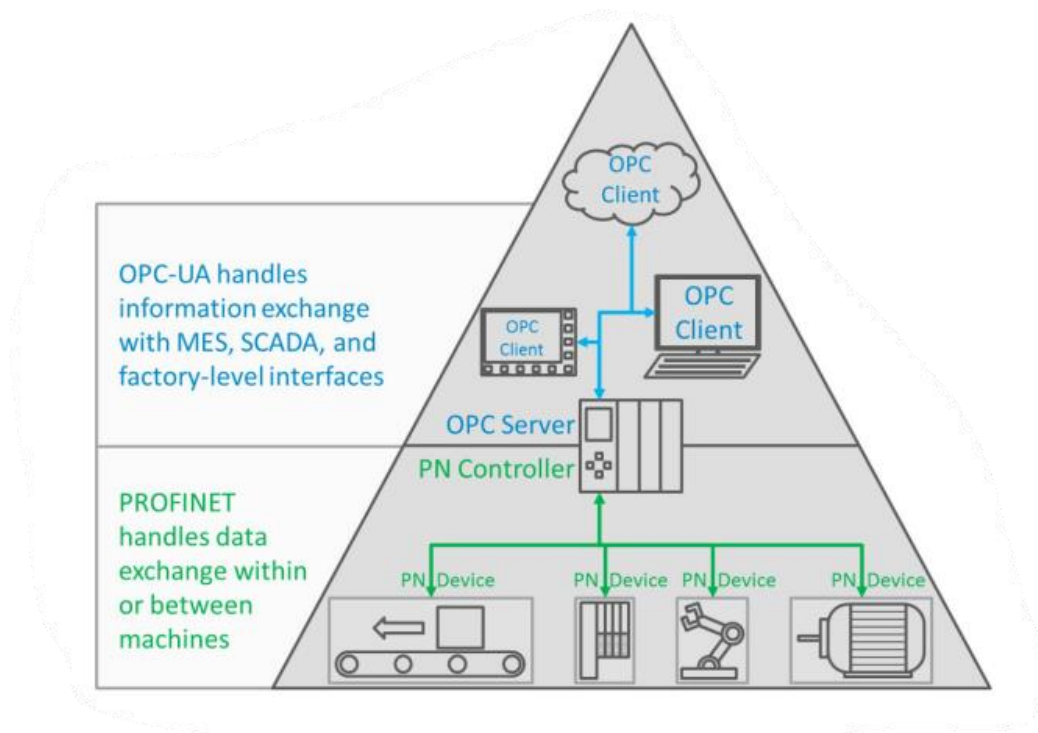 OPC
Client
OPC-UA handles
information exchange
with MES, SCADA, and
factory-level interfaces
OPC
Client
OPC
Client
OPC Server
PN Controller
PROFINET
handles data
exchange within
or between
machines
PN Device
PN Device
PN Device
PN Device